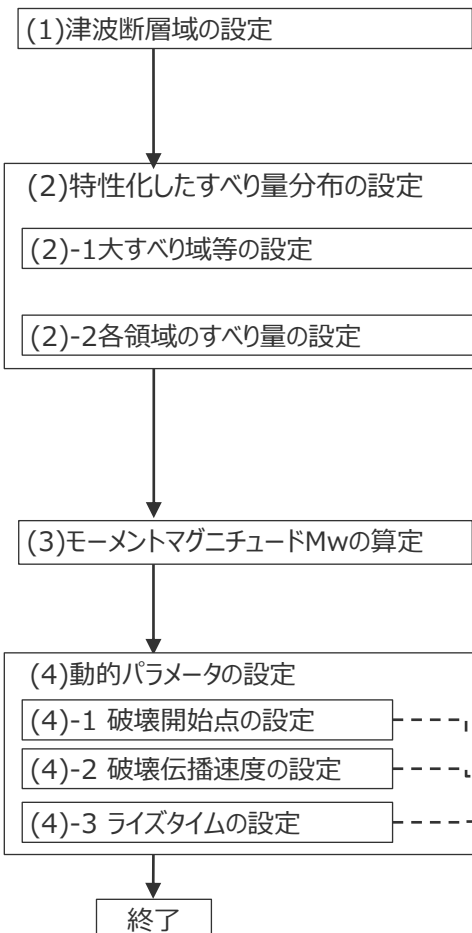 (1)津波断層域の設定
(2)特性化したすべり量分布の設定
(2)-1大すべり域等の設定
(2)-2各領域のすべり量の設定
(3)モーメントマグニチュードMwの算定
(4)動的パラメータの設定
(4)-1 破壊開始点の設定
(4)-2 破壊伝播速度の設定
(4)-3 ライズタイムの設定
終了